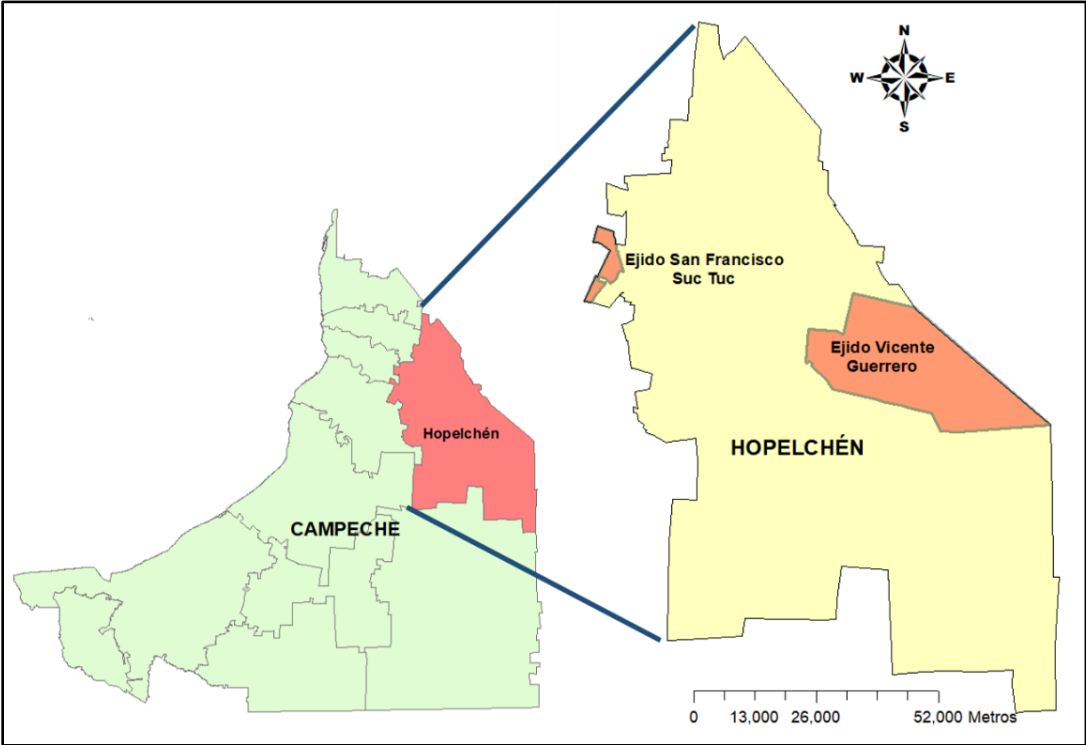 N
W E
S
Ejido San Francisco
Suc Tuc
Ejido Vicente
Guerrero
Hopelchén
HOPELCHÉN
CAMPECHE
0 13,000 26,000 52,000 Metros